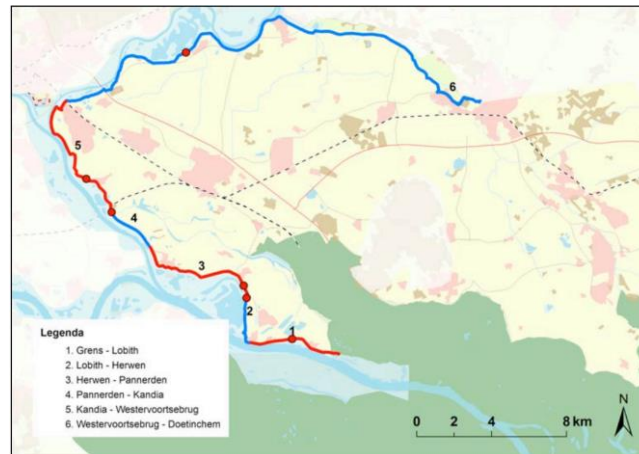 6
5
4
3
2
1
Legenda
1. Grens - Lobith
2. Lobith - Herwen
3. Herwen - Pannerden
4. Pannerden - Kandia
5. Kandia - Westervoortsebrug
6. Westervoortsebrug - Doetinchem
N
0 4 8 km